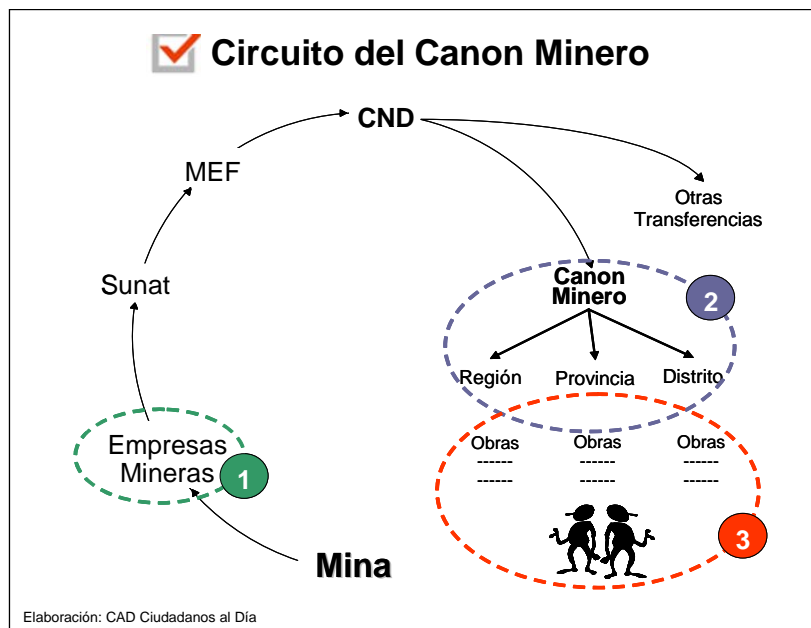 Circuito del Canon Minero
CND
MEF
Otras
Transferencias
Sunat
Canon
Minero
2
Región Provincia Distrito
Empresas
Mineras
1
Obras Obras Obras
------ ------ ------
------ ------ ------
3
Mina
Elaboración: CAD Ciudadanos al Día